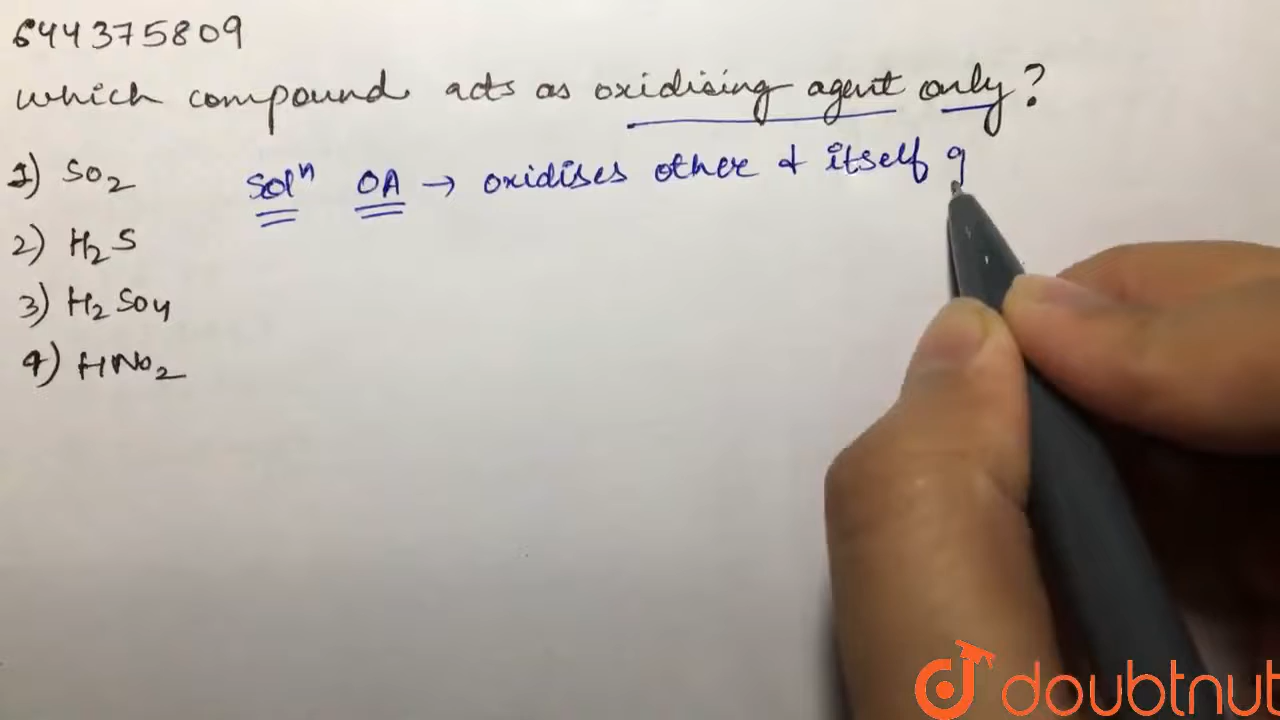 644375809
which compound acts as oxidising agent only?
1) SO2
2) H2S
3) H2SO4
4) HNO2
Solⁿ OA → oxidises other & itself g
doubtnut